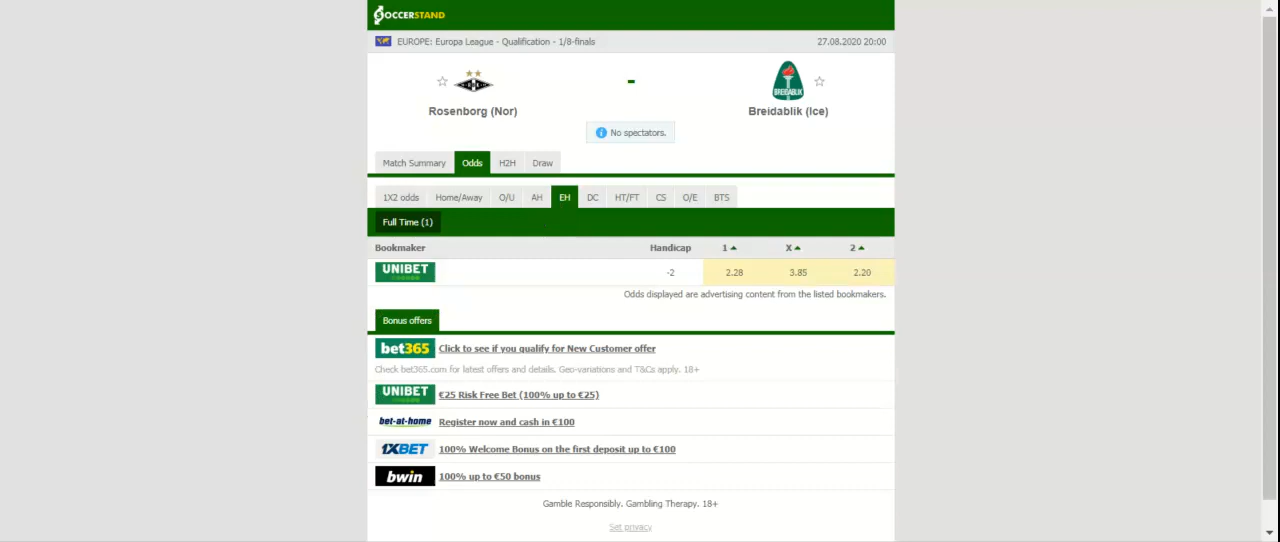 SOCCERSTAND
EUROPE: Europa League - Qualification - 1/8-finals 27.08.2020 20:00
-
BREIDABLIK
Rosenborg (Nor) Breidablik (Ice)
No spectators.
Match Summary Odds H2H Draw
1X2 odds Home/Away O/U AH EH DC HT/FT CS O/E BTS
Full Time (1)
Bookmaker Handicap 1 X 2
UNIBET -2 2.28 3.85 2.20
Odds displayed are advertising content from the listed bookmakers.
Bonus offers
bet365 Click to see if you qualify for New Customer offer
Check bet365.com for latest offers and details. Geo-variations and T&Cs apply. 18+
UNIBET €25 Risk Free Bet (100% up to €25)
bet-at-home Register now and cash in €100
1XBET 100% Welcome Bonus on the first deposit up to €100
bwin 100% up to €50 bonus
Gamble Responsibly. Gambling Therapy. 18+
Set privacy